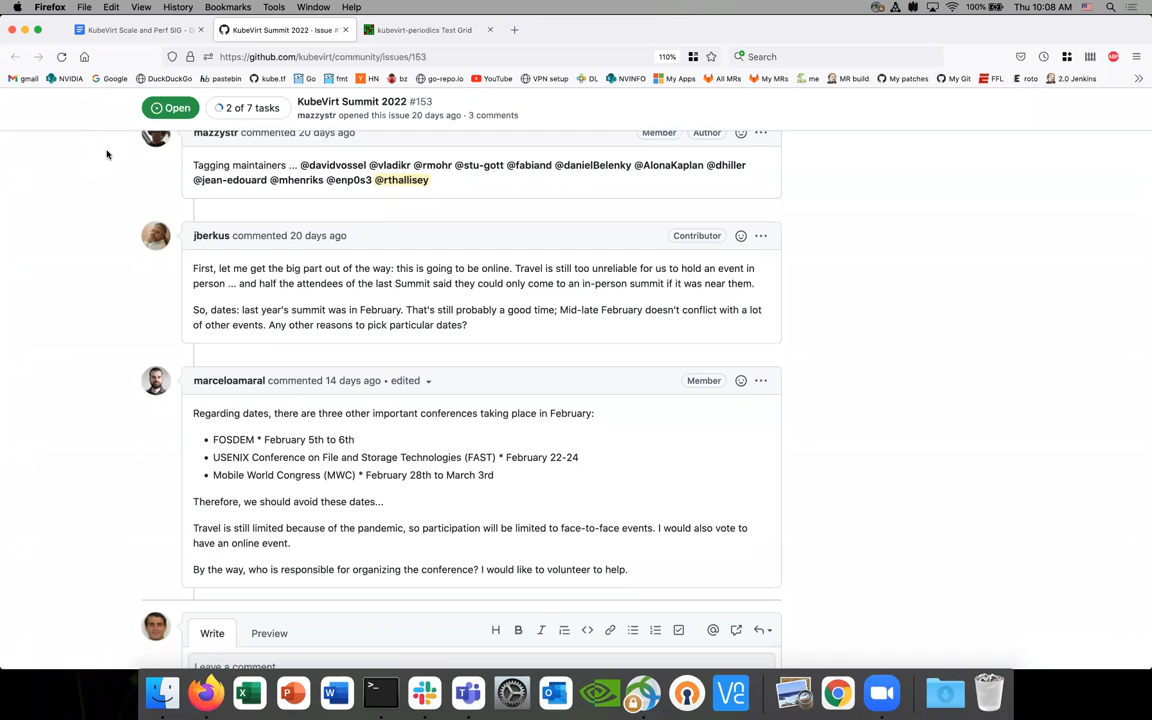 Firefox File Edit View History Bookmarks Tools Window Help 100% Thu 10:08 AM
KubeVirt Scale and Perf SIG - G
KubeVirt Summit 2022 · Issue #
kubevirt-periodics Test Grid
https://github.com/kubevirt/community/issues/153
110%
Search
gmail NVIDIA Google DuckDuckGo pastebin kube.tf Go fmt HN bz go-repo.io YouTube VPN setup DL NVINFO My Apps All MRs My MRs me MR build My patches My Git FFL roto 2.0 Jenkins
Open
2 of 7 tasks
KubeVirt Summit 2022 #153
mazzystr opened this issue 20 days ago · 3 comments
mazzystr commented 20 days ago
Member Author
Tagging maintainers ... @davidvossel @vladikr @rmohr @stu-gott @fabiand @danielBelenky @AlonaKaplan @dhiller
@jean-edouard @mhenriks @enp0s3 @rthallisey
jberkus commented 20 days ago
Contributor
First, let me get the big part out of the way: this is going to be online. Travel is still too unreliable for us to hold an event in
person ... and half the attendees of the last Summit said they could only come to an in-person summit if it was near them.
So, dates: last year's summit was in February. That's still probably a good time; Mid-late February doesn't conflict with a lot
of other events. Any other reasons to pick particular dates?
marceloamaral commented 14 days ago • edited
Member
Regarding dates, there are three other important conferences taking place in February:
• FOSDEM * February 5th to 6th
• USENIX Conference on File and Storage Technologies (FAST) * February 22-24
• Mobile World Congress (MWC) * February 28th to March 3rd
Therefore, we should avoid these dates...
Travel is still limited because of the pandemic, so participation will be limited to face-to-face events. I would also vote to
have an online event.
By the way, who is responsible for organizing the conference? I would like to volunteer to help.
Write Preview
Leave a comment